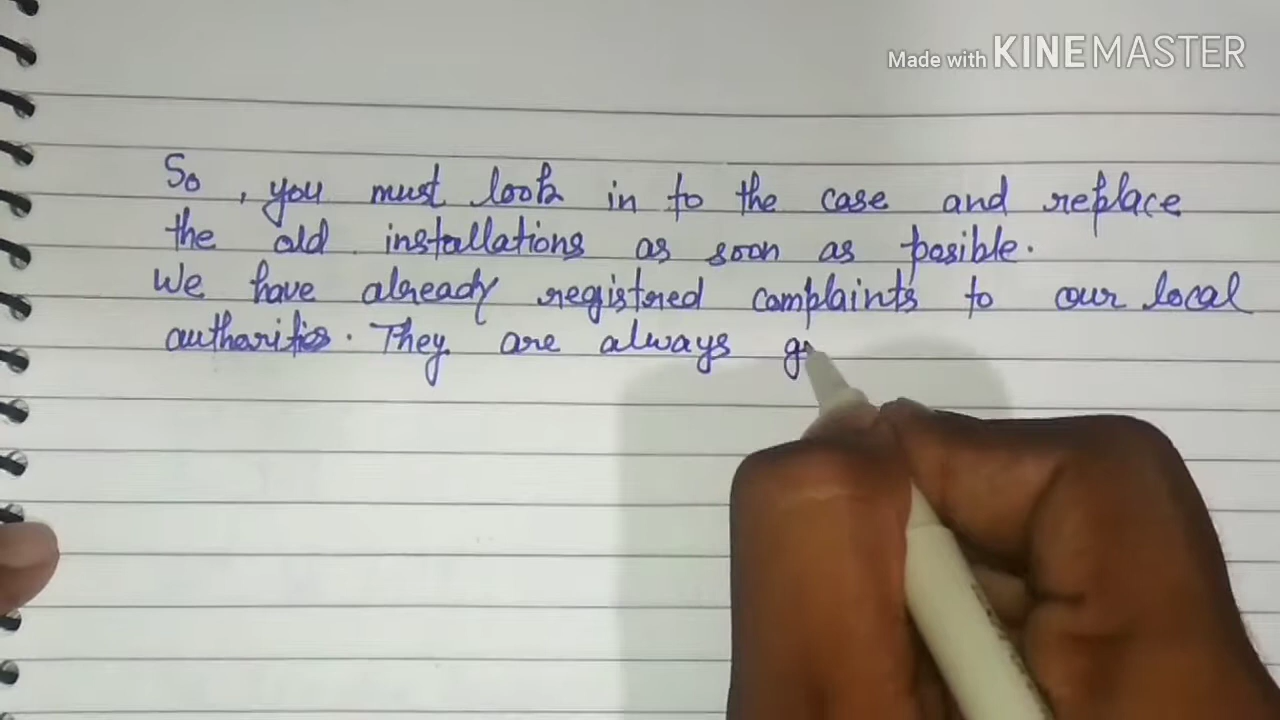 Made with KINEMASTER
So, you must look in to the case and replace
the old installations as soon as posible.
We have already registered complaints to our local
autharities. They are always